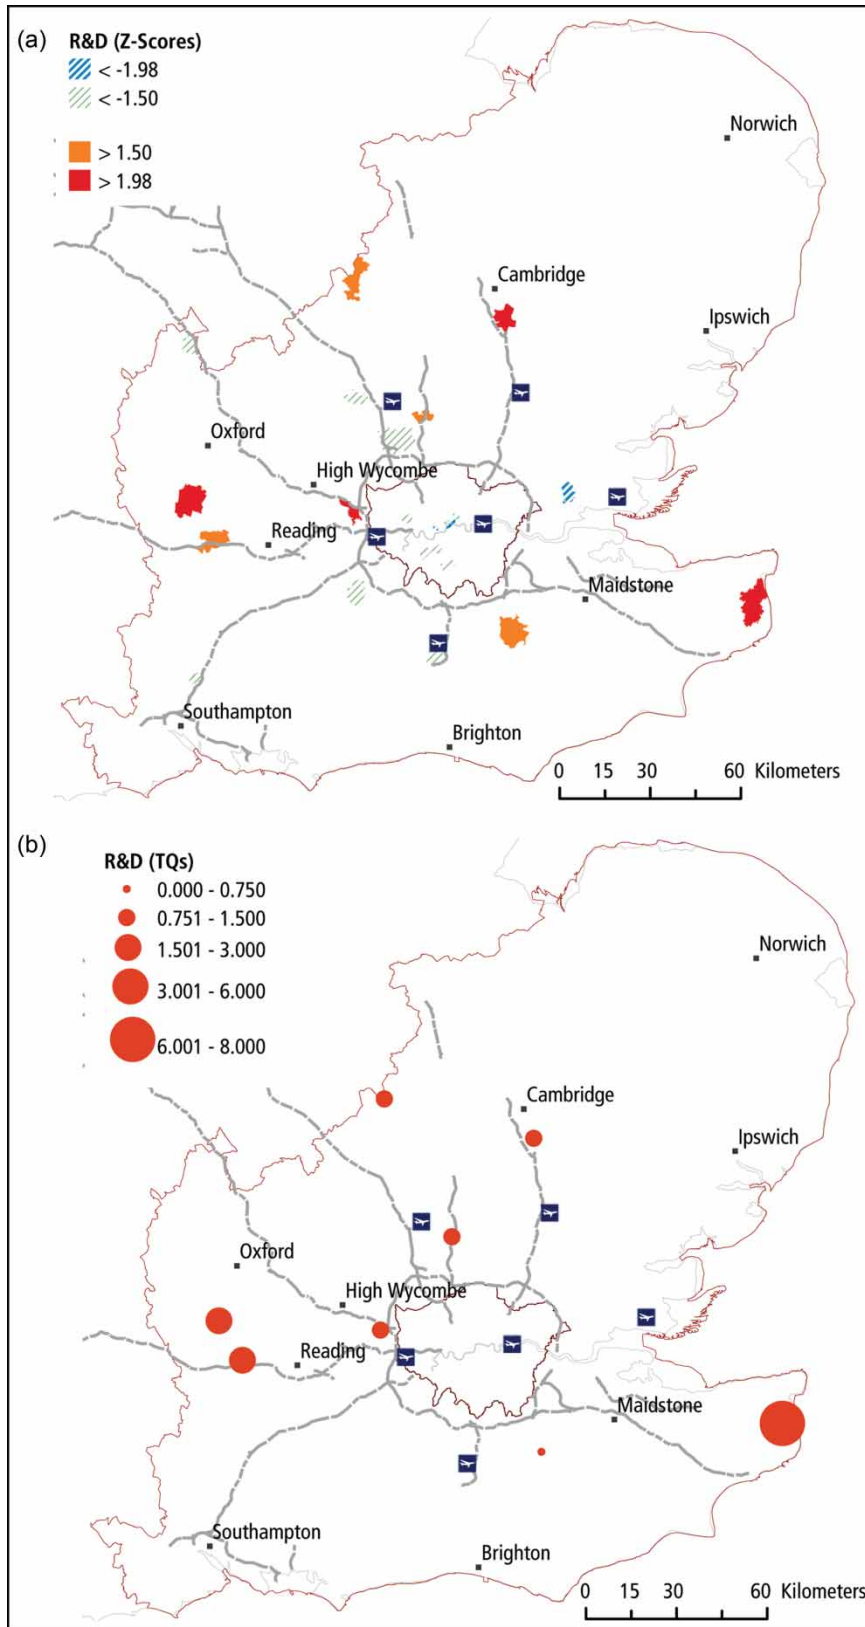 (a)
R&D (Z-Scores)
< -1.98
< -1.50
> 1.50
> 1.98
Norwich
Cambridge
Ipswich
Oxford
High Wycombe
Reading
Maidstone
Southampton
Brighton
0 15 30 60 Kilometers
(b)
R&D (TQs)
0.000 - 0.750
0.751 - 1.500
1.501 - 3.000
3.001 - 6.000
6.001 - 8.000
Norwich
Cambridge
Ipswich
Oxford
High Wycombe
Reading
Maidstone
Southampton
Brighton
0 15 30 60 Kilometers